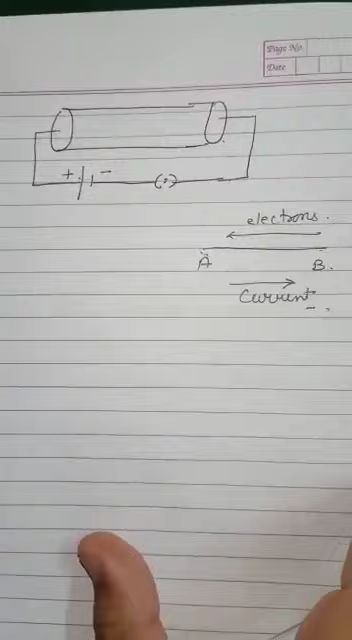 Page No.
Date
+ -
electrons.
A B.
Current